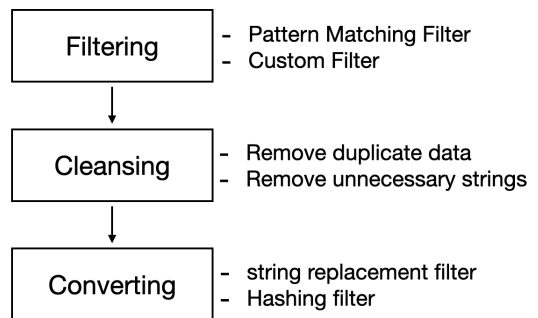 Filtering
- Pattern Matching Filter
- Custom Filter
Cleansing
- Remove duplicate data
- Remove unnecessary strings
Converting
- string replacement filter
- Hashing filter